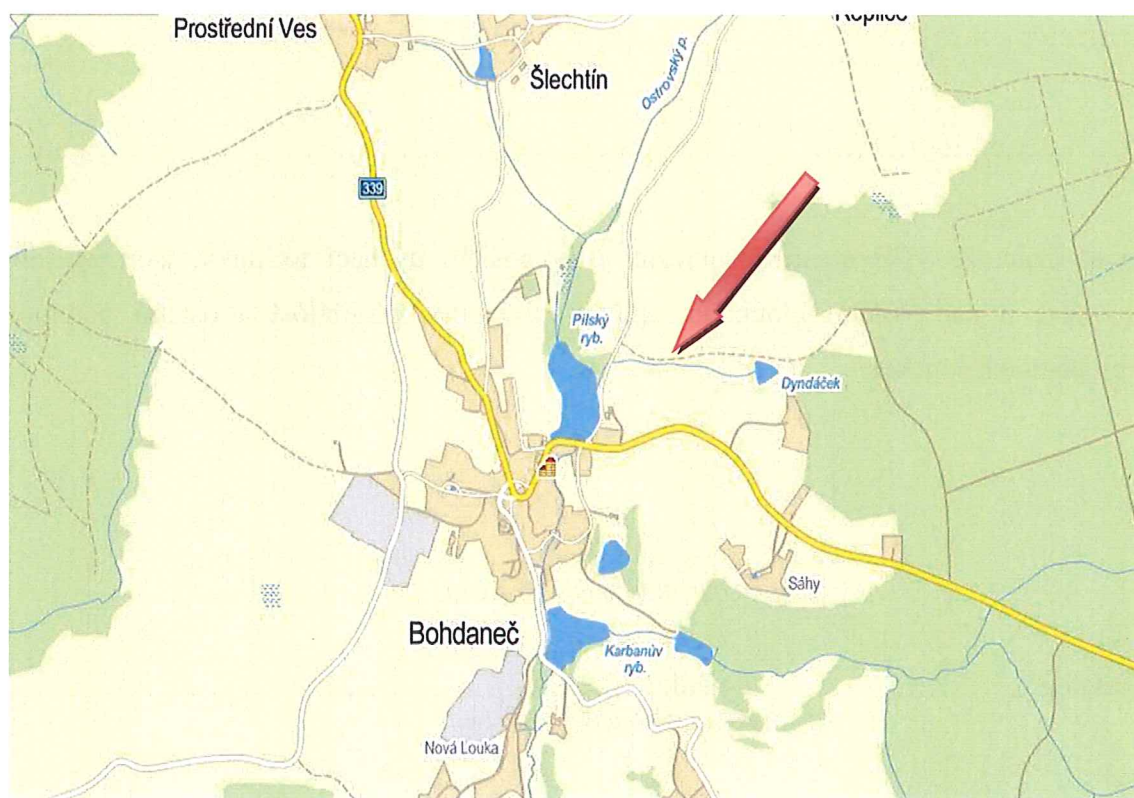 Prostřední Ves
Šlechtín
Ostrovský p.
339
Pilský
ryb.
Dyndáček
Sáhy
Bohdaneč
Karbanův
ryb.
Nová Louka